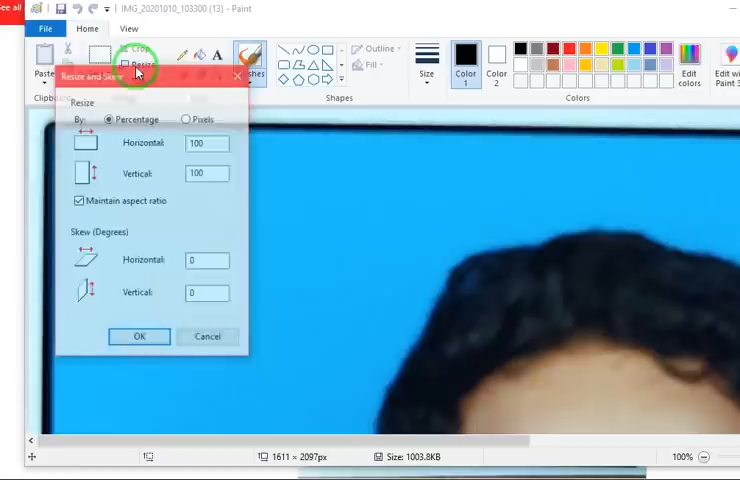 See all
IMG_20201010_103300 (13) - Paint
File
Home
View
Crop
Resize
Paste
Outline
Fill
Size
Color 1
Color 2
Edit colors
Edit wi
Paint 3
Shapes
Colors
Resize and Skew
Resize
By:
Percentage
Pixels
Horizontal:
100
Vertical:
100
Maintain aspect ratio
Skew (Degrees)
Horizontal:
0
Vertical:
0
OK
Cancel
1611 × 2097px
Size: 1003.8KB
100%